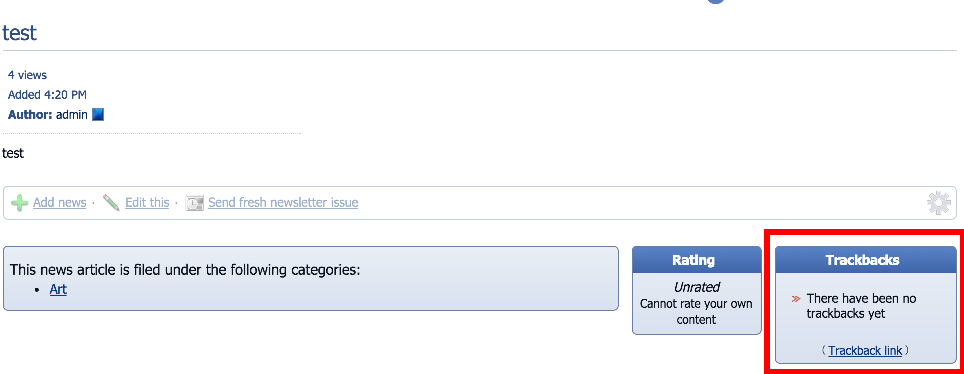 test
4 views
Added 4:20 PM
Author: admin
test
Add news · Edit this · Send fresh newsletter issue
This news article is filed under the following categories:
• Art
Rating
Unrated
Cannot rate your own
content
Trackbacks
» There have been no
trackbacks yet
( Trackback link )